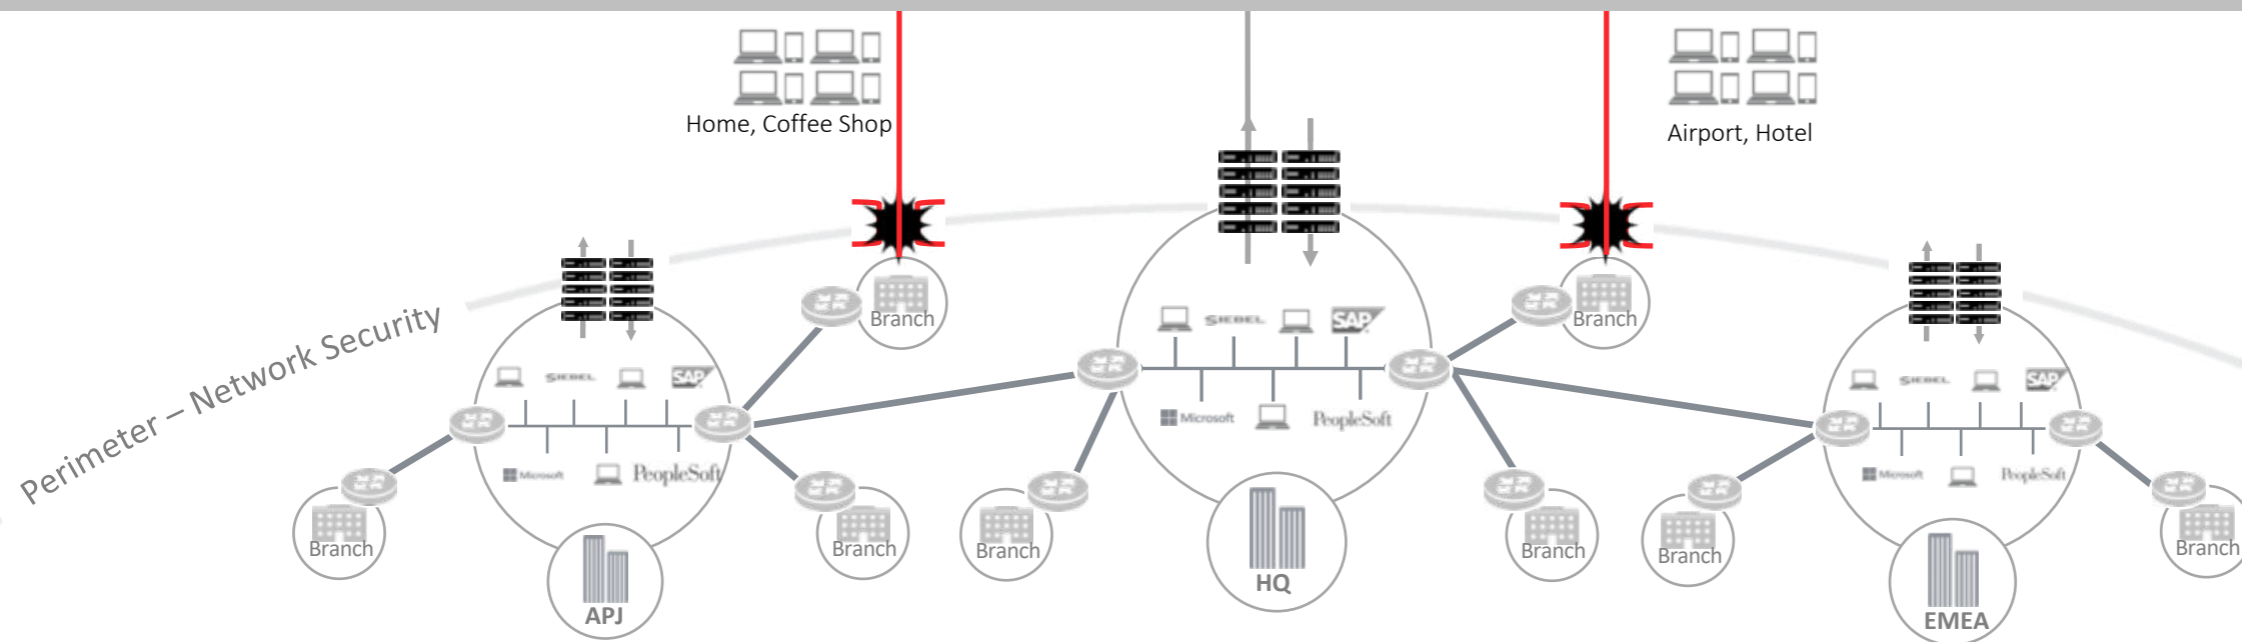 Home, Coffee Shop
Airport, Hotel
Perimeter – Network Security
Branch
Branch
SIEBEL
SAP
Microsoft
PeopleSoft
SIEBEL
SAP
Microsoft
PeopleSoft
SIEBEL
SAP
Microsoft
PeopleSoft
Branch
Branch
Branch
Branch
Branch
Branch
APJ
HQ
EMEA